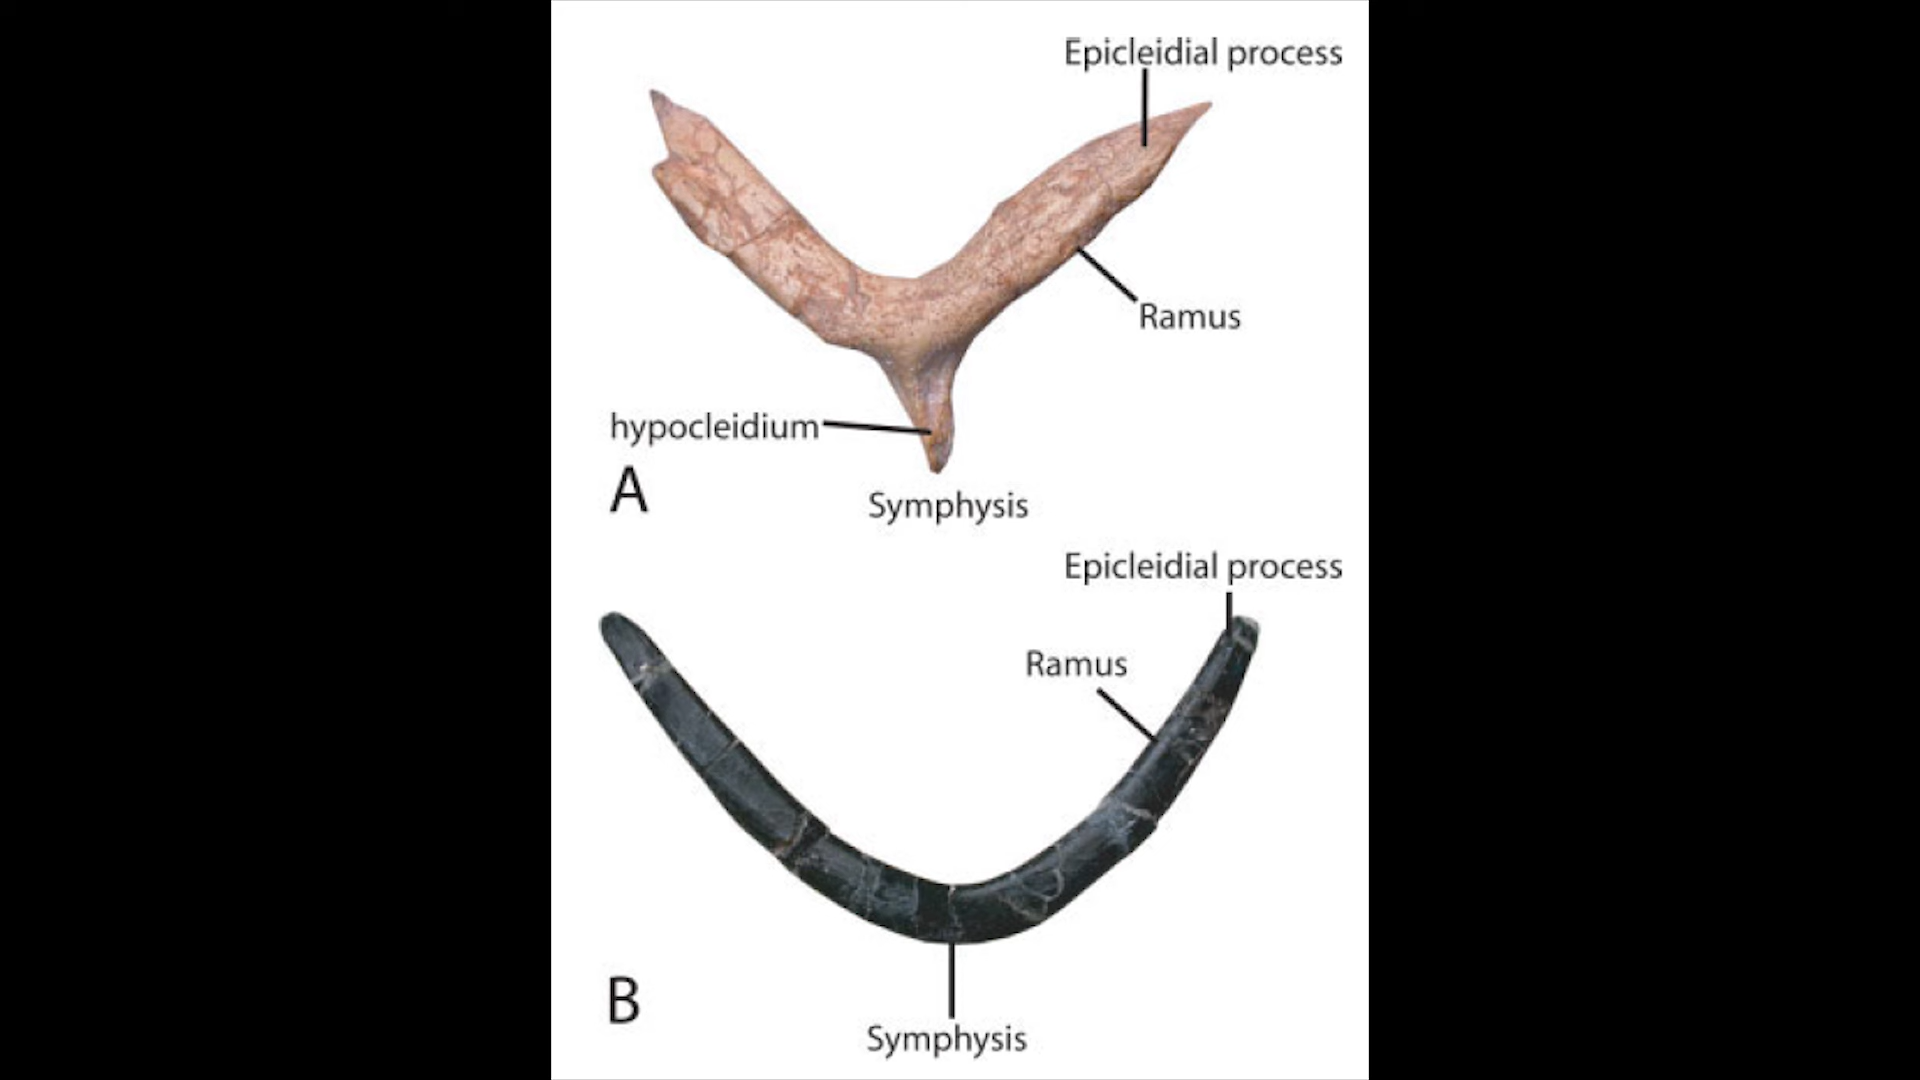 Epicleidial process
Ramus
hypocleidium
A
Symphysis
Epicleidial process
Ramus
B
Symphysis